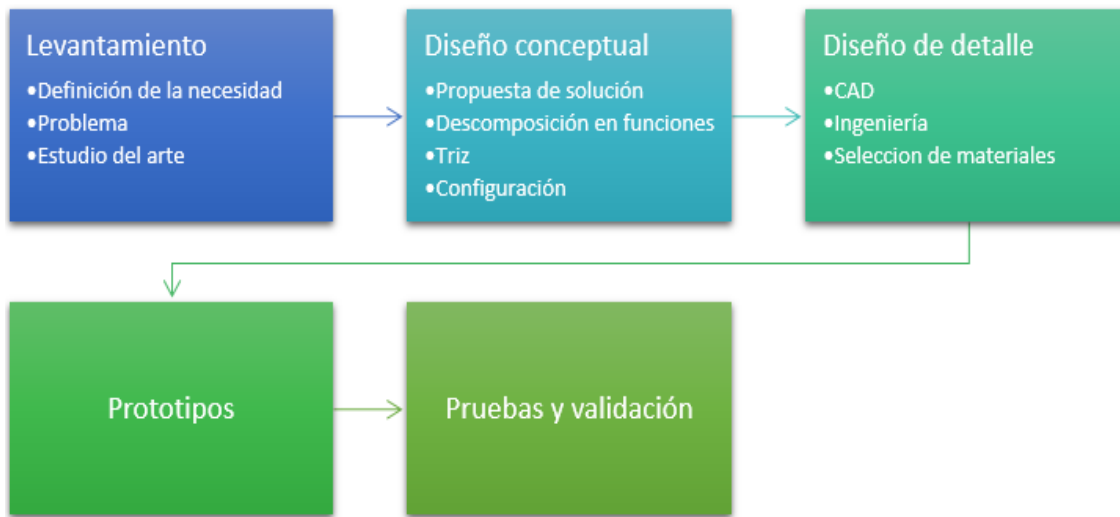 Levantamiento
•Definición de la necesidad
•Problema
•Estudio del arte
Diseño conceptual
•Propuesta de solución
•Descomposición en funciones
•Triz
•Configuración
Diseño de detalle
•CAD
•Ingeniería
•Seleccion de materiales
Prototipos
Pruebas y validación